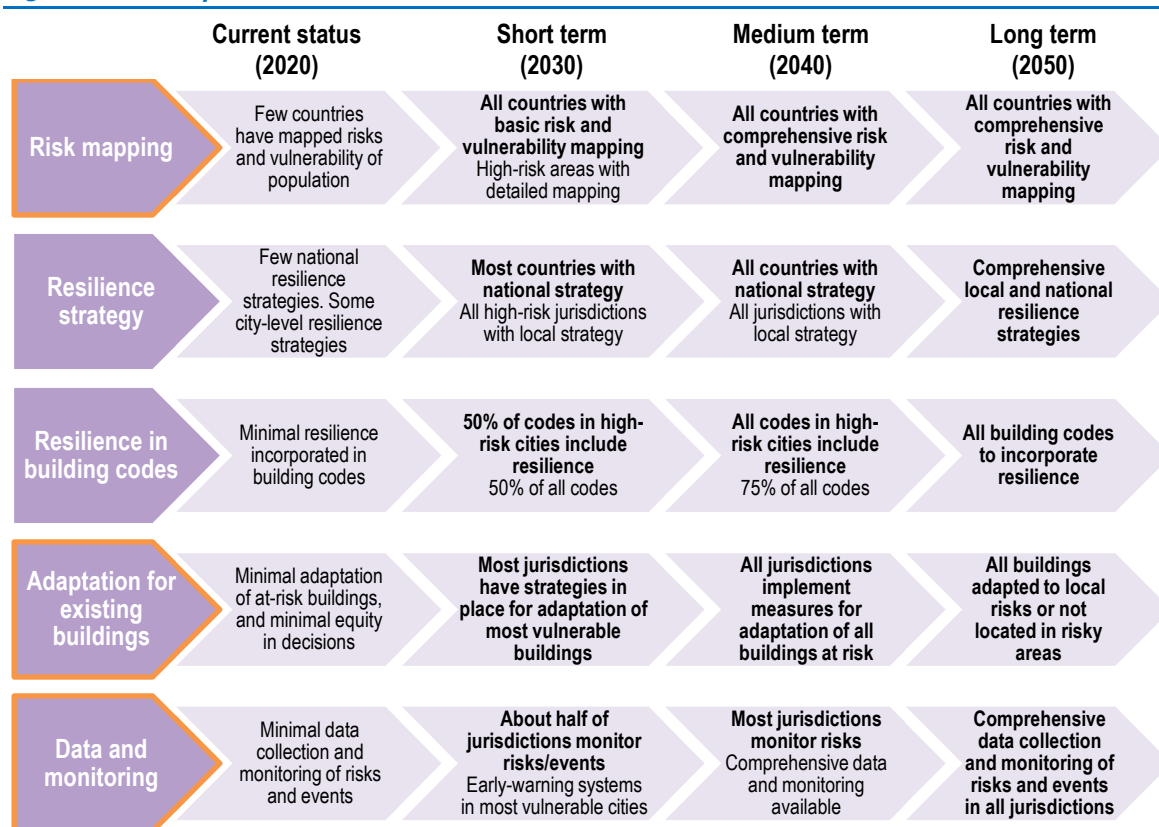 Current status
(2020)
Short term
(2030)
Medium term
(2040)
Long term
(2050)
Risk mapping
Few countries
have mapped risks
and vulnerability of
population
All countries with
basic risk and
vulnerability mapping
High-risk areas with
detailed mapping
All countries with
comprehensive risk
and vulnerability
mapping
All countries with
comprehensive
risk and
vulnerability
mapping
Resilience
strategy
Few national
resilience
strategies. Some
city-level resilience
strategies
Most countries with
national strategy
All high-risk jurisdictions
with local strategy
All countries with
national strategy
All jurisdictions with
local strategy
Comprehensive
local and national
resilience
strategies
Resilience in
building codes
Minimal resilience
incorporated in
building codes
50% of codes in high-
risk cities include
resilience
50% of all codes
All codes in high-
risk cities include
resilience
75% of all codes
All building codes
to incorporate
resilience
Adaptation for
existing
buildings
Minimal adaptation
of at-risk buildings,
and minimal equity
in decisions
Most jurisdictions
have strategies in
place for adaptation of
most vulnerable
buildings
All jurisdictions
implement
measures for
adaptation of all
buildings at risk
All buildings
adapted to local
risks or not
located in risky
areas
Data and
monitoring
Minimal data
collection and
monitoring of risks
and events
About half of
jurisdictions monitor
risks/events
Early-warning systems
in most vulnerable cities
Most jurisdictions
monitor risks
Comprehensive data
and monitoring
available
Comprehensive
data collection
and monitoring of
risks and events
in all jurisdictions